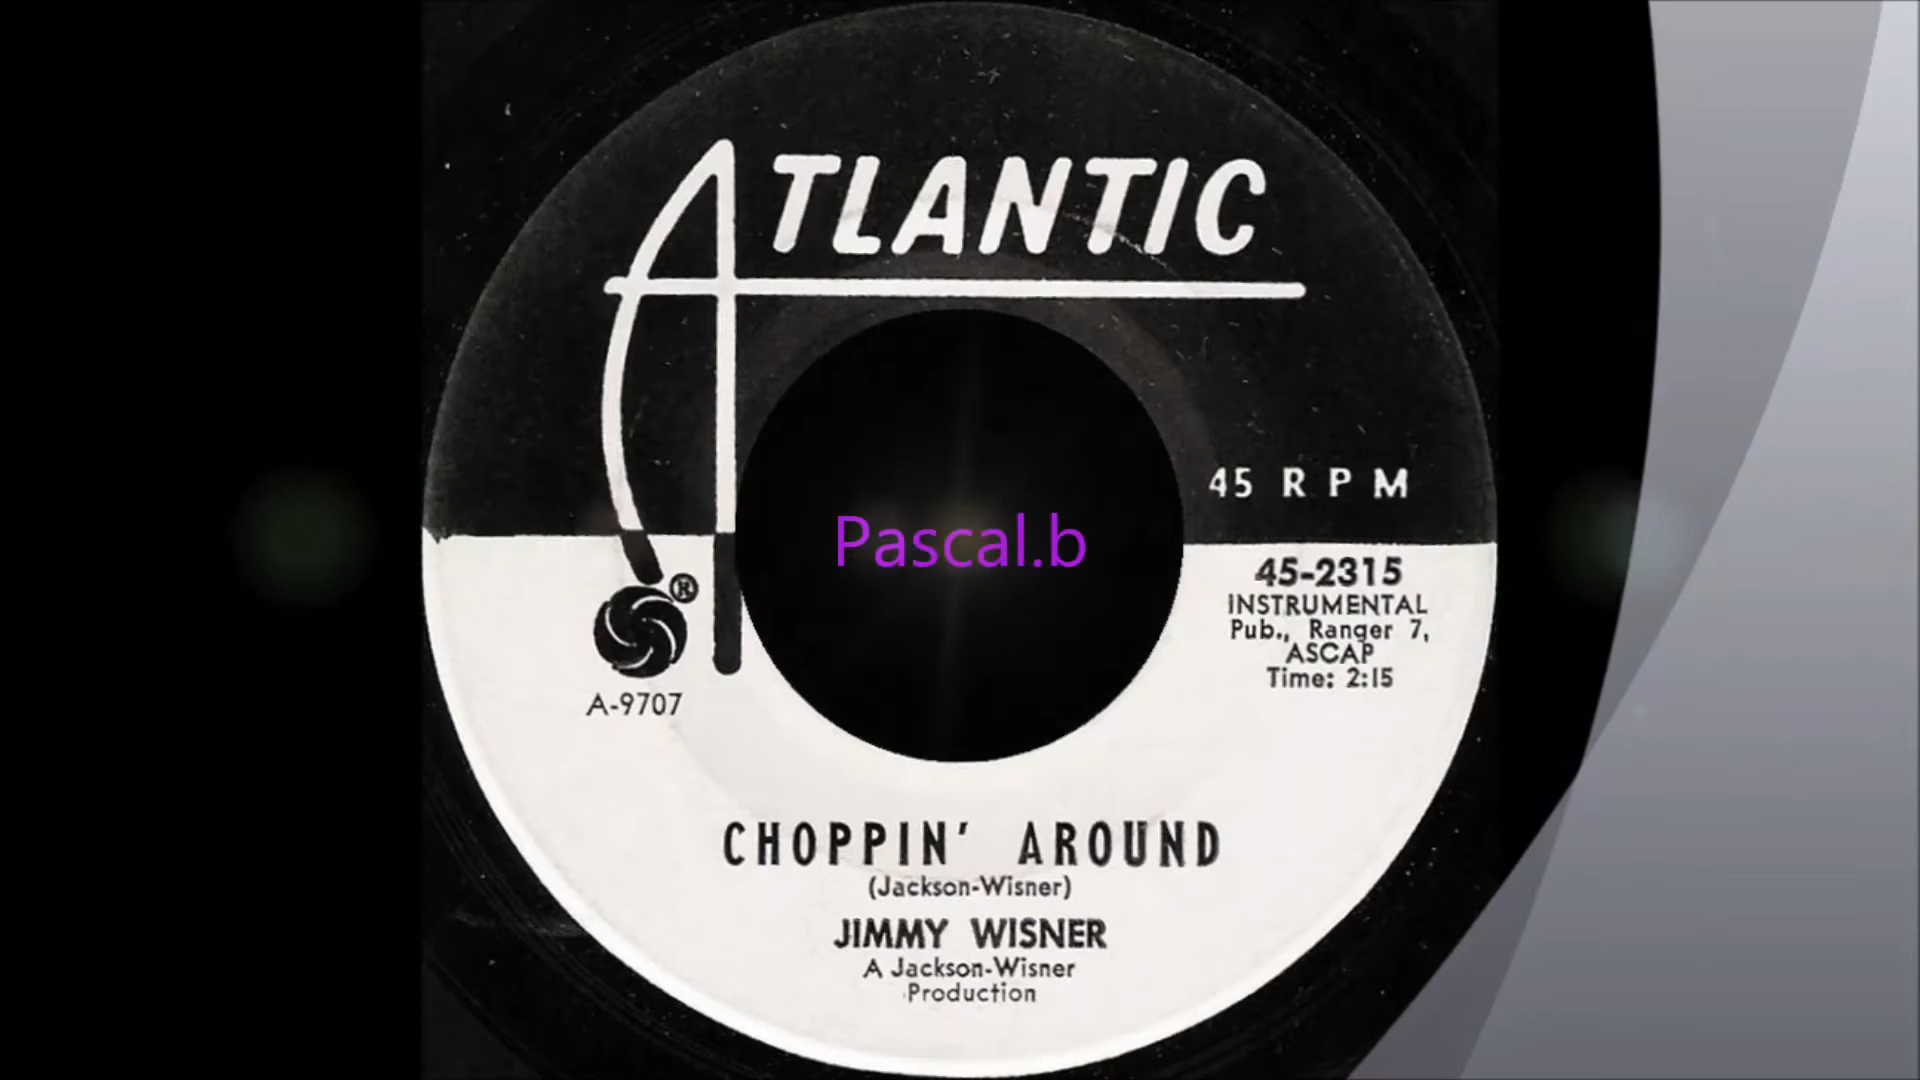 ATLANTIC
45 RPM
Pascal.b
45-2315
INSTRUMENTAL
Pub., Ranger 7,
ASCAP
Time: 2:15
®
A-9707
CHOPPIN' AROUND
(Jackson-Wisner)
JIMMY WISNER
A Jackson-Wisner
Production